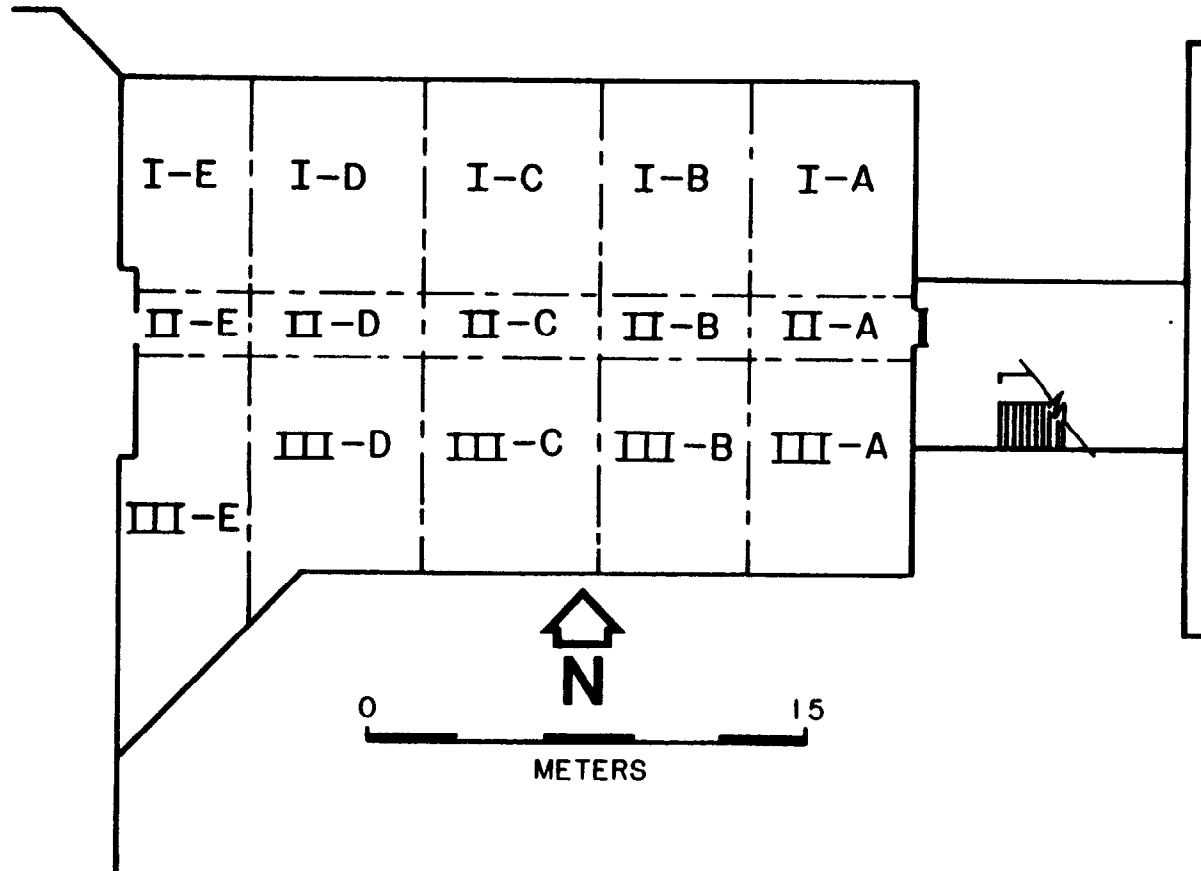 I-E I-D I-C I-B I-A
II-E II-D II-C II-B II-A
III-D III-C III-B III-A
III-E
N
0 15
METERS